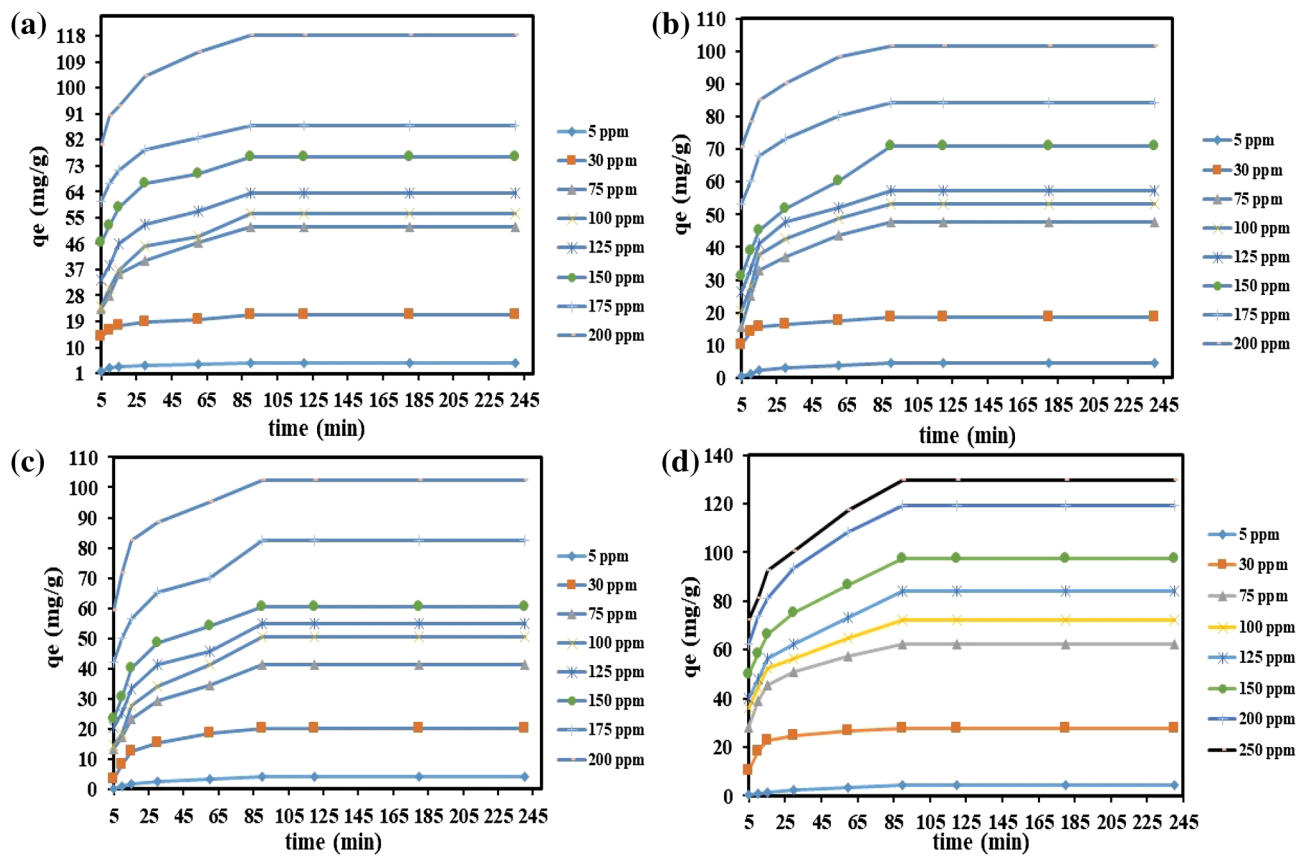 (a)
qe (mg/g)
118
109
100
91
82
73
64
55
46
37
28
19
10
1
5 25 45 65 85 105 125 145 165 185 205 225 245
time (min)
5 ppm
30 ppm
75 ppm
100 ppm
125 ppm
150 ppm
175 ppm
200 ppm
(b)
qe (mg/g)
110
100
90
80
70
60
50
40
30
20
10
0
5 25 45 65 85 105 125 145 165 185 205 225 245
time (min)
5 ppm
30 ppm
75 ppm
100 ppm
125 ppm
150 ppm
175 ppm
200 ppm
(c)
qe (mg/g)
110
100
90
80
70
60
50
40
30
20
10
0
5 25 45 65 85 105 125 145 165 185 205 225 245
time (min)
5 ppm
30 ppm
75 ppm
100 ppm
125 ppm
150 ppm
175 ppm
200 ppm
(d)
qe (mg/g)
140
120
100
80
60
40
20
0
5 25 45 65 85 105 125 145 165 185 205 225 245
time (min)
5 ppm
30 ppm
75 ppm
100 ppm
125 ppm
150 ppm
200 ppm
250 ppm